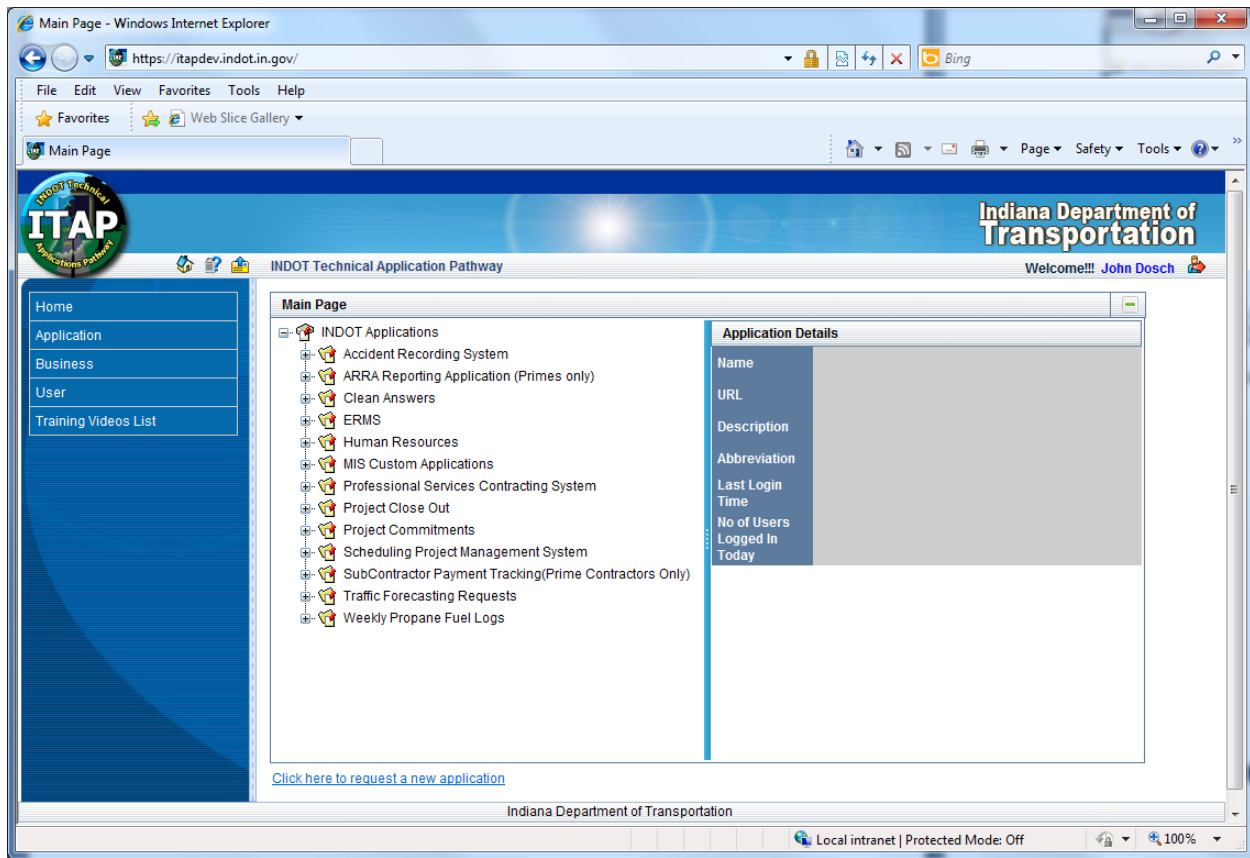 Main Page - Windows Internet Explorer
https://itapdev.indot.in.gov/
Bing
File Edit View Favorites Tools Help
Favorites Web Slice Gallery
Main Page
Page Safety Tools
INDOT Technical
ITAP
Applications Pathway
Indiana Department of
Transportation
INDOT Technical Application Pathway
Welcome!!! John Dosch
Home
Application
Business
User
Training Videos List
Main Page
INDOT Applications
Accident Recording System
ARRA Reporting Application (Primes only)
Clean Answers
ERMS
Human Resources
MIS Custom Applications
Professional Services Contracting System
Project Close Out
Project Commitments
Scheduling Project Management System
SubContractor Payment Tracking(Prime Contractors Only)
Traffic Forecasting Requests
Weekly Propane Fuel Logs
Application Details
Name
URL
Description
Abbreviation
Last Login
Time
No of Users
Logged In
Today
Click here to request a new application
Indiana Department of Transportation
Local intranet | Protected Mode: Off
100%